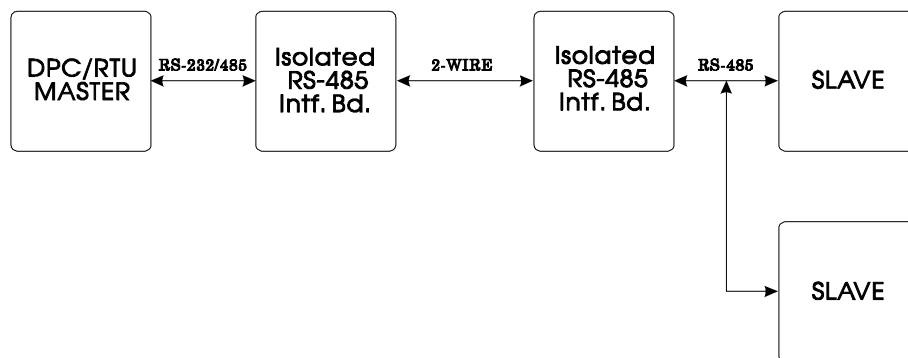 DPC/RTU
MASTER
RS-232/485
Isolated
RS-485
Intf. Bd.
2-WIRE
Isolated
RS-485
Intf. Bd.
RS-485
SLAVE
SLAVE